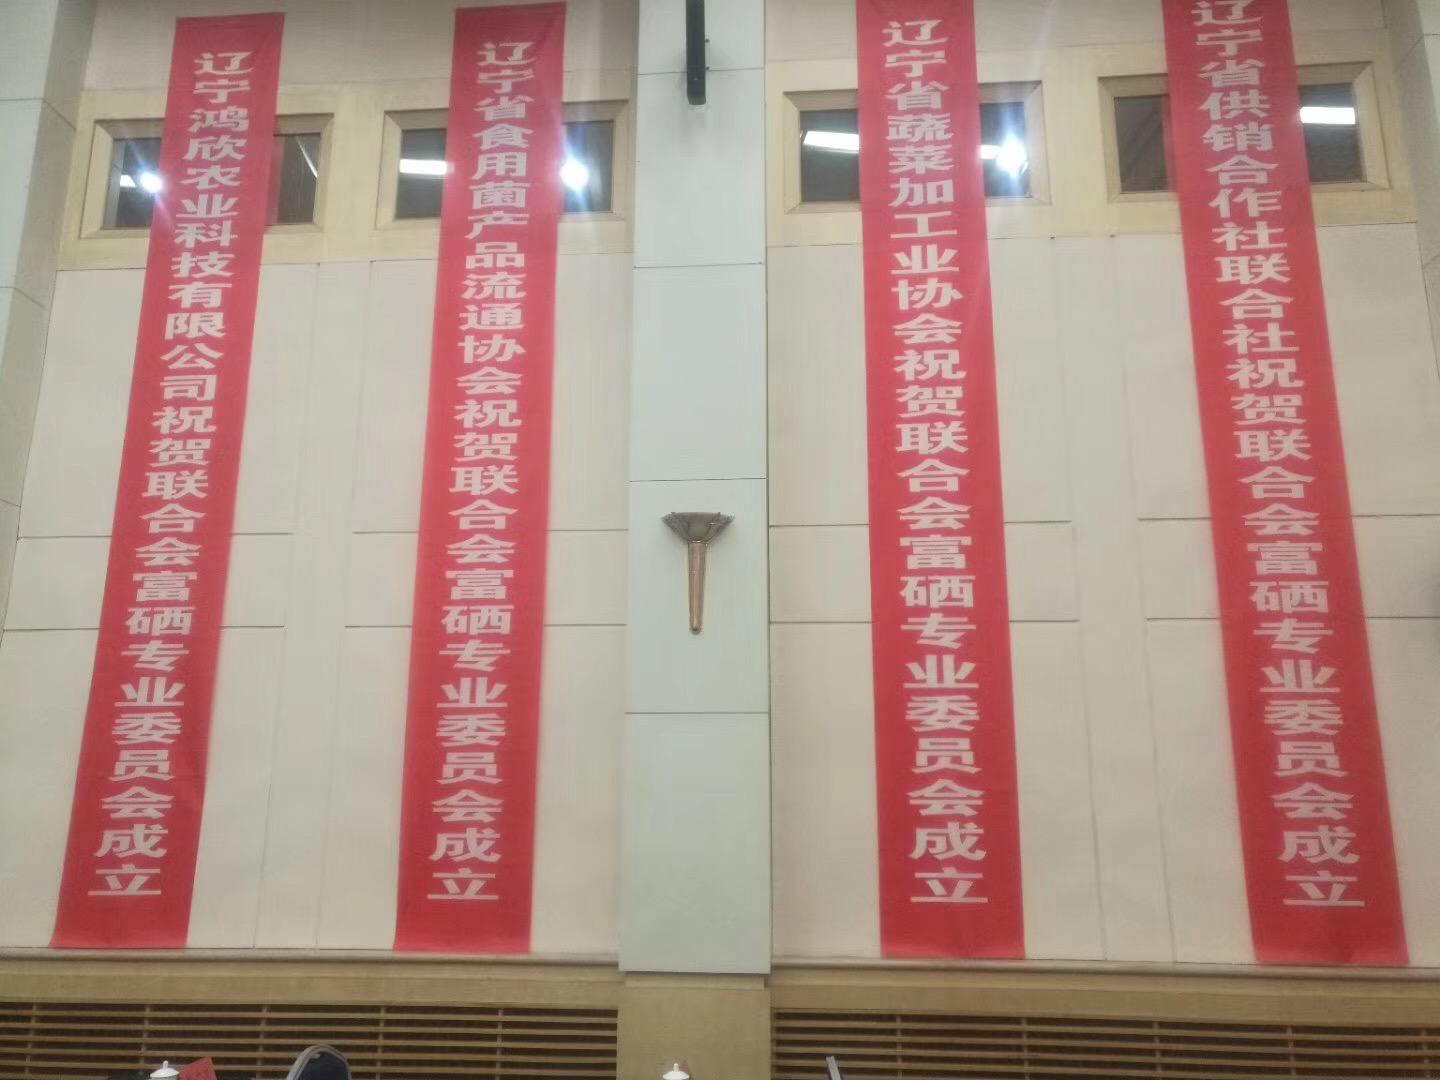 辽宁鸿欣农业科技有限公司祝贺联合会富硒专业委员会成立
辽宁省食用菌产品流通协会祝贺联合会富硒专业委员会成立
辽宁省蔬菜加工业协会祝贺联合会富硒专业委员会成立
辽宁省供销合作社联合社祝贺联合会富硒专业委员会成立